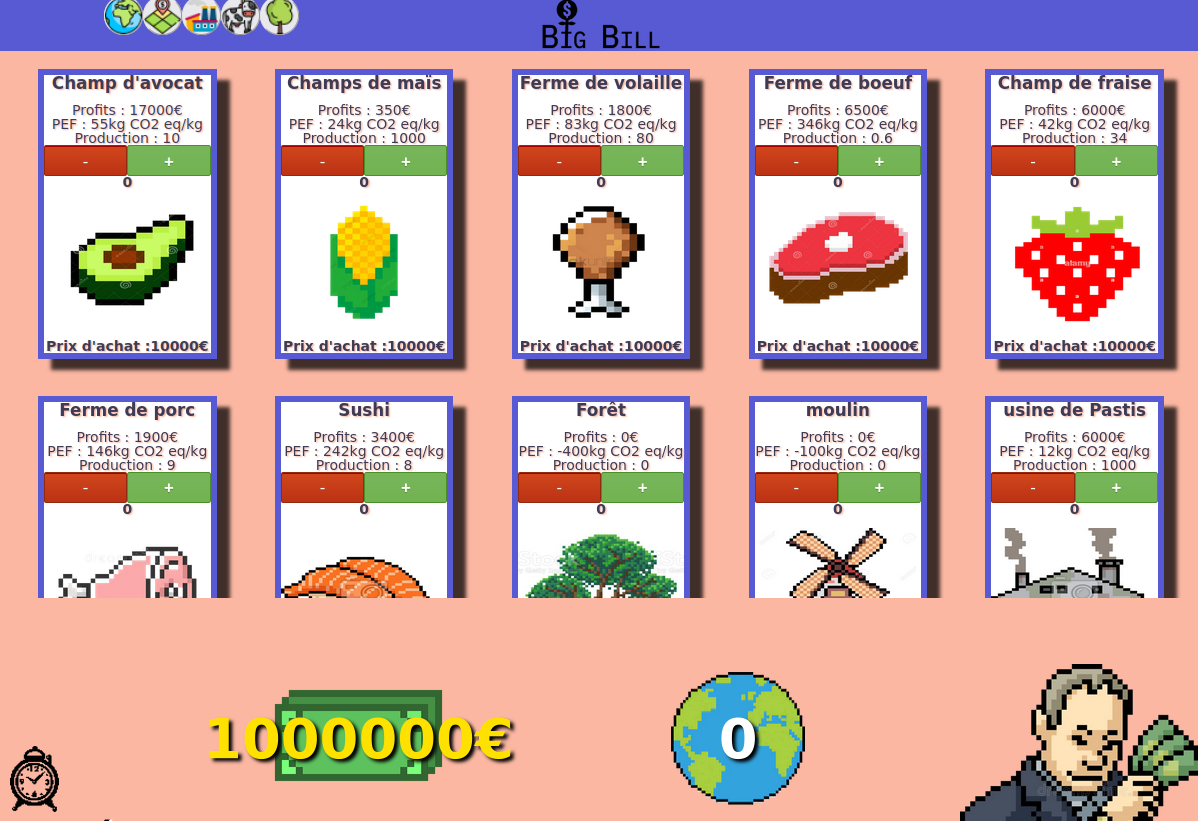 BIG BILL
Champ d'avocat
Profits : 17000€
PEF : 55kg CO2 eq/kg
Production : 10
- +
0
Prix d'achat :10000€
Champs de maïs
Profits : 350€
PEF : 24kg CO2 eq/kg
Production : 1000
- +
0
Prix d'achat :10000€
Ferme de volaille
Profits : 1800€
PEF : 83kg CO2 eq/kg
Production : 80
- +
0
Prix d'achat :10000€
Ferme de boeuf
Profits : 6500€
PEF : 346kg CO2 eq/kg
Production : 0.6
- +
0
Prix d'achat :10000€
Champ de fraise
Profits : 6000€
PEF : 42kg CO2 eq/kg
Production : 34
- +
0
alamy
Prix d'achat :10000€
Ferme de porc
Profits : 1900€
PEF : 146kg CO2 eq/kg
Production : 9
- +
0
Sushi
Profits : 3400€
PEF : 242kg CO2 eq/kg
Production : 8
- +
0
Forêt
Profits : 0€
PEF : -400kg CO2 eq/kg
Production : 0
- +
0
moulin
Profits : 0€
PEF : -100kg CO2 eq/kg
Production : 0
- +
0
usine de Pastis
Profits : 6000€
PEF : 12kg CO2 eq/kg
Production : 1000
- +
0
1000000€
0